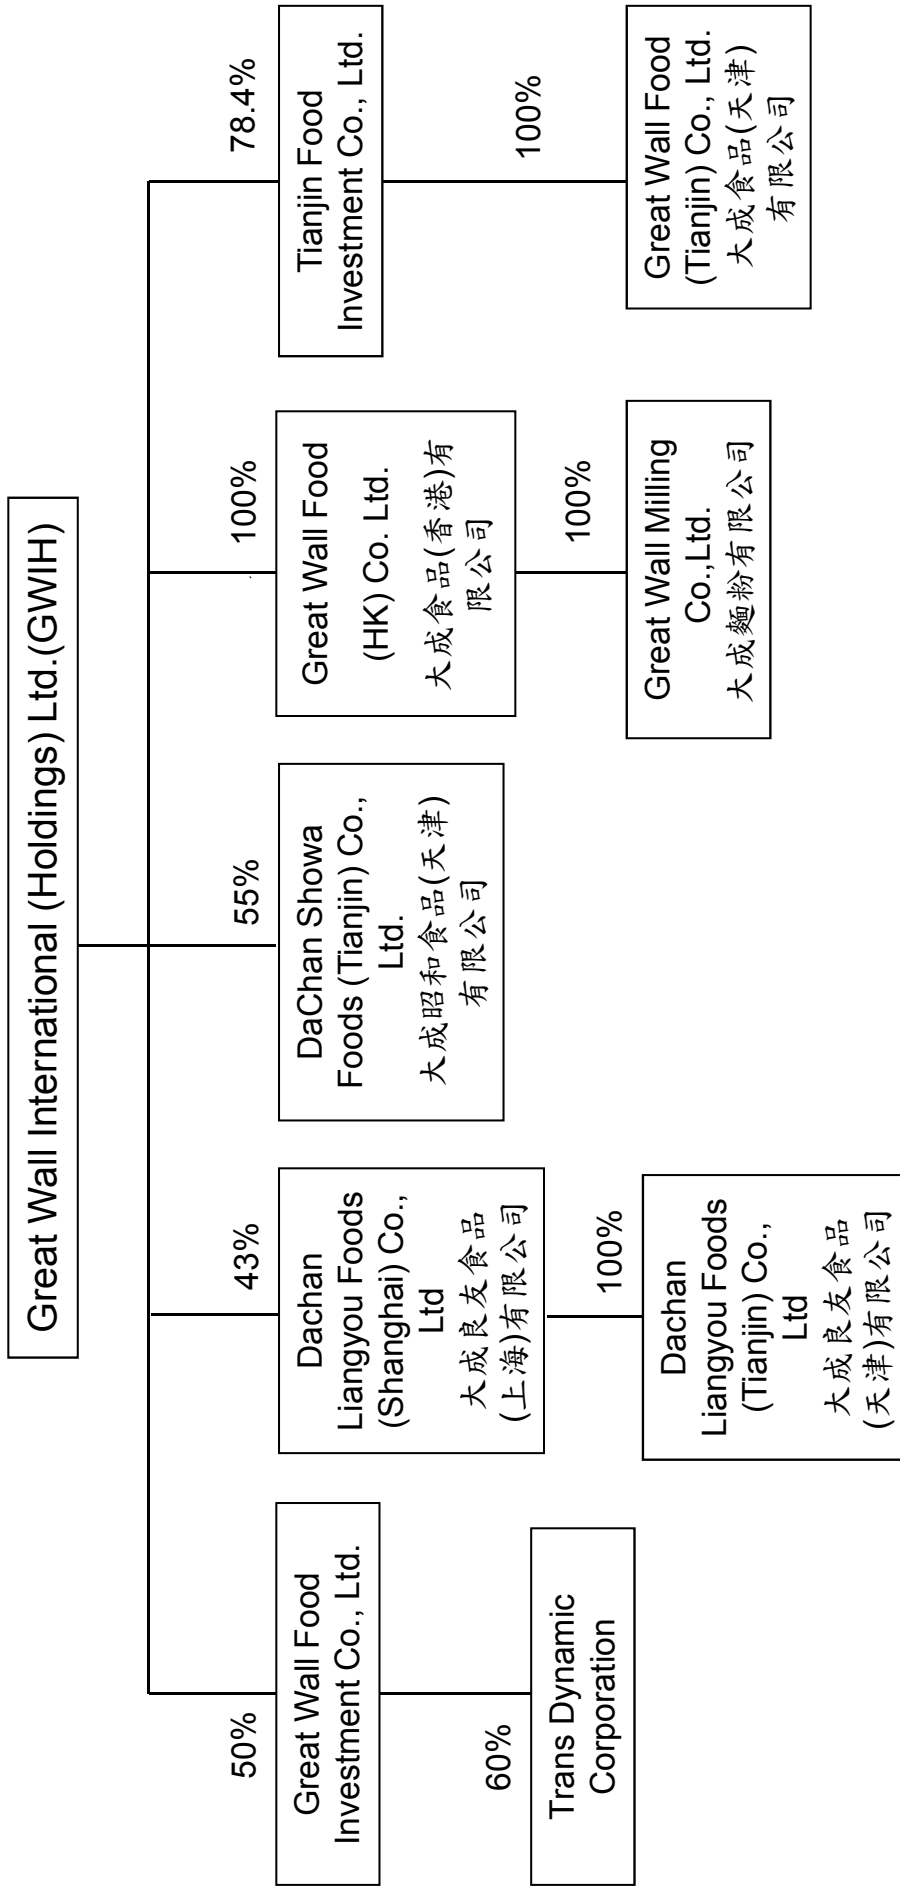 Great Wall International (Holdings) Ltd.(GWIH)
50%
Great Wall Food
Investment Co., Ltd.
60%
Trans Dynamic
Corporation
43%
Dachan
Liangyou Foods
(Shanghai) Co.,
Ltd
大成良友食品
(上海)有限公司
100%
Dachan
Liangyou Foods
(Tianjin) Co.,
Ltd
大成良友食品
(天津)有限公司
55%
DaChan Showa
Foods (Tianjin) Co.,
Ltd.
大成昭和食品(天津)
有限公司
100%
Great Wall Food
(HK) Co. Ltd.
大成食品(香港)有
限公司
100%
Great Wall Milling
Co.,Ltd.
大成麵粉有限公司
78.4%
Tianjin Food
Investment Co., Ltd.
100%
Great Wall Food
(Tianjin) Co., Ltd.
大成食品(天津)
有限公司